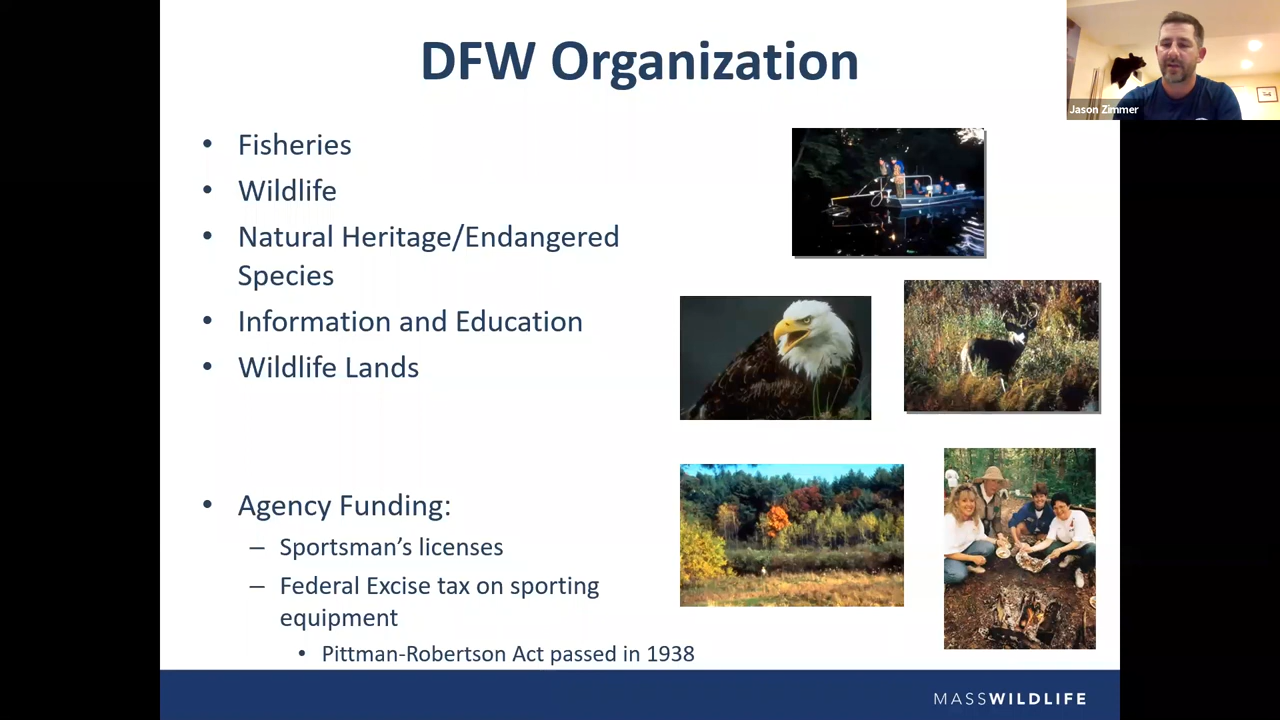 DFW Organization
Jason Zimmer
• Fisheries
• Wildlife
• Natural Heritage/Endangered
Species
• Information and Education
• Wildlife Lands
• Agency Funding:
– Sportsman’s licenses
– Federal Excise tax on sporting
equipment
• Pittman-Robertson Act passed in 1938
MASSWILDLIFE